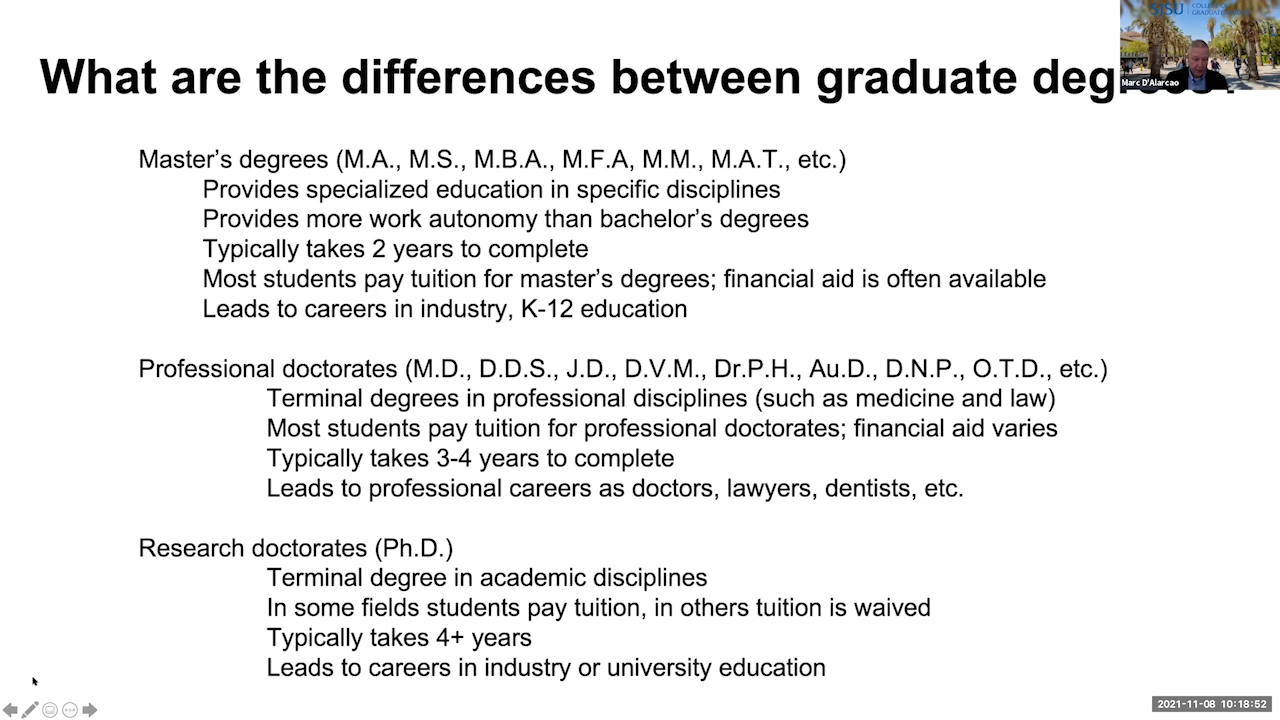 What are the differences between graduate
Master's degrees (M.A., M.S., M.B.A., M.F.A, M.M., M.A.T., etc.)
Provides specialized education in specific disciplines
Provides more work autonomy than bachelor's degrees
Typically takes 2 years to complete
Most students pay tuition for master's degrees; financial aid is often available
Leads to careers in industry, K-12 education
Professional doctorates (M.D., D.D.S., J.D., D.V.M., Dr.P.H., Au.D., D.N.P., O.T.D., etc.)
Terminal degrees in professional disciplines (such as medicine and law)
Most students pay tuition for professional doctorates; financial aid varies
Typically takes 3-4 years to complete
Leads to professional careers as doctors, lawyers, dentists, etc.
Research doctorates (Ph.D.)
Terminal degree in academic disciplines
In some fields students pay tuition, in others tuition is waived
Typically takes 4+ years
Leads to careers in industry or university education
SJSU
Marc D'Alarcao
2021-11-08 10:18:52